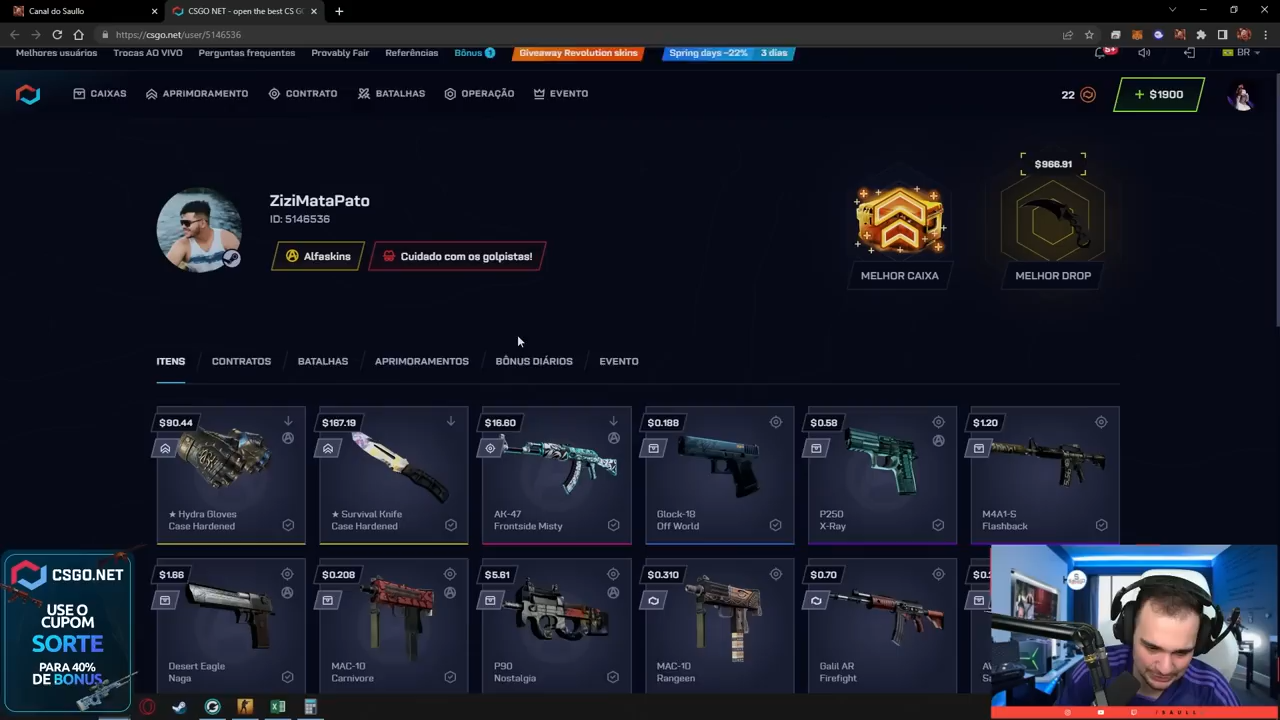 Canal do Saullo
CSGO NET - open the best CS G
https://csgo.net/user/5146536
Melhores usuários
Trocas AO VIVO
Perguntas frequentes
Provably Fair
Referências
Bônus 1
Giveaway Revolution skins
Spring days −22%
3 dias
5+
BR
CAIXAS
APRIMORAMENTO
CONTRATO
BATALHAS
OPERAÇÃO
EVENTO
22
+ $1900
ZiziMataPato
ID: 5146536
Alfaskins
Cuidado com os golpistas!
MELHOR CAIXA
$966.91
MELHOR DROP
ITENS
CONTRATOS
BATALHAS
APRIMORAMENTOS
BÔNUS DIÁRIOS
EVENTO
$90.44
★ Hydra Gloves
Case Hardened
$167.19
★ Survival Knife
Case Hardened
$16.60
AK-47
Frontside Misty
$0.188
Glock-18
Off World
$0.58
P250
X-Ray
$1.20
M4A1-S
Flashback
$1.66
Desert Eagle
Naga
$0.208
MAC-10
Carnivore
$5.61
P90
Nostalgia
$0.310
MAC-10
Rangeen
$0.70
Galil AR
Firefight
CSGO.NET
USE O
CUPOM
SORTE
PARA 40%
DE BONUS